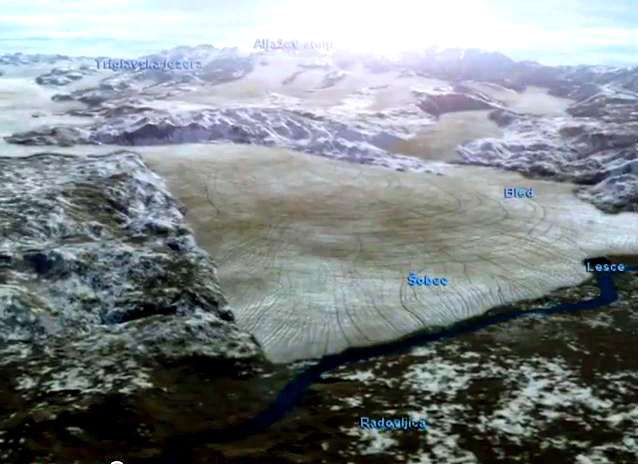 Aljažev stolp
Triglavska jezera
Bled
Lesce
Šobec
Radovljica